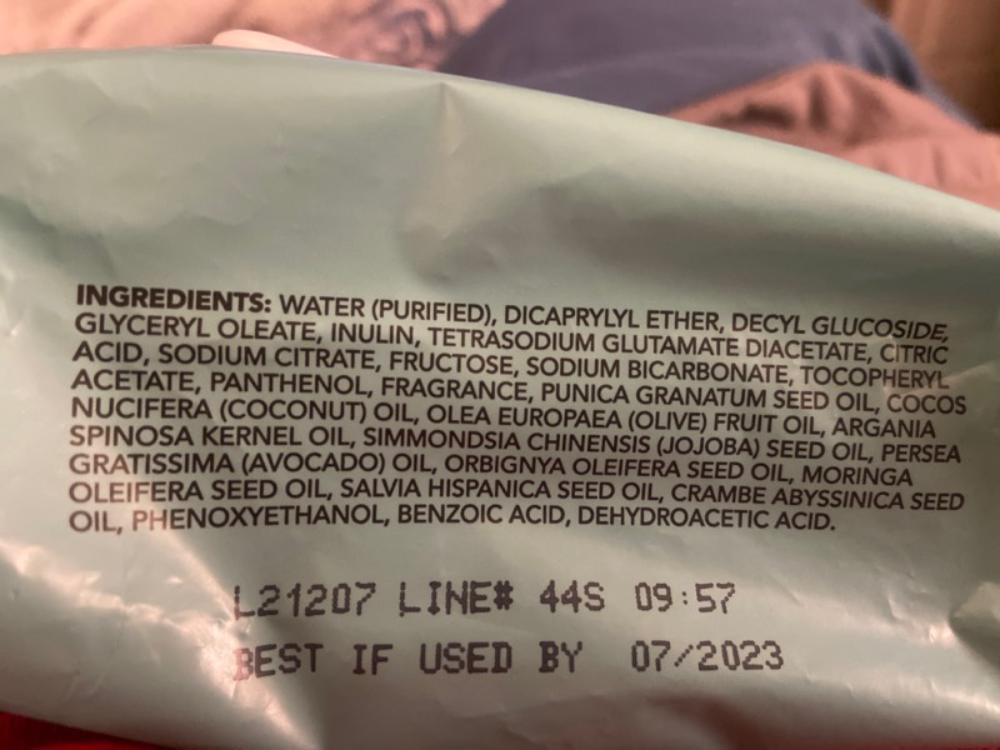 INGREDIENTS: WATER (PURIFIED), DICAPRYLYL ETHER, DECYL GLUCOSIDE,
GLYCERYL OLEATE, INULIN, TETRASODIUM GLUTAMATE DIACETATE, CITRIC
ACID, SODIUM CITRATE, FRUCTOSE, SODIUM BICARBONATE, TOCOPHERYL
ACETATE, PANTHENOL, FRAGRANCE, PUNICA GRANATUM SEED OIL, COCOS
NUCIFERA (COCONUT) OIL, OLEA EUROPAEA (OLIVE) FRUIT OIL, ARGANIA
SPINOSA KERNEL OIL, SIMMONDSIA CHINENSIS (JOJOBA) SEED OIL, PERSEA
GRATISSIMA (AVOCADO) OIL, ORBIGNYA OLEIFERA SEED OIL, MORINGA
OLEIFERA SEED OIL, SALVIA HISPANICA SEED OIL, CRAMBE ABYSSINICA SEED
OIL, PHENOXYETHANOL, BENZOIC ACID, DEHYDROACETIC ACID.
L21207 LINE# 44S 09:57
BEST IF USED BY 07/2023